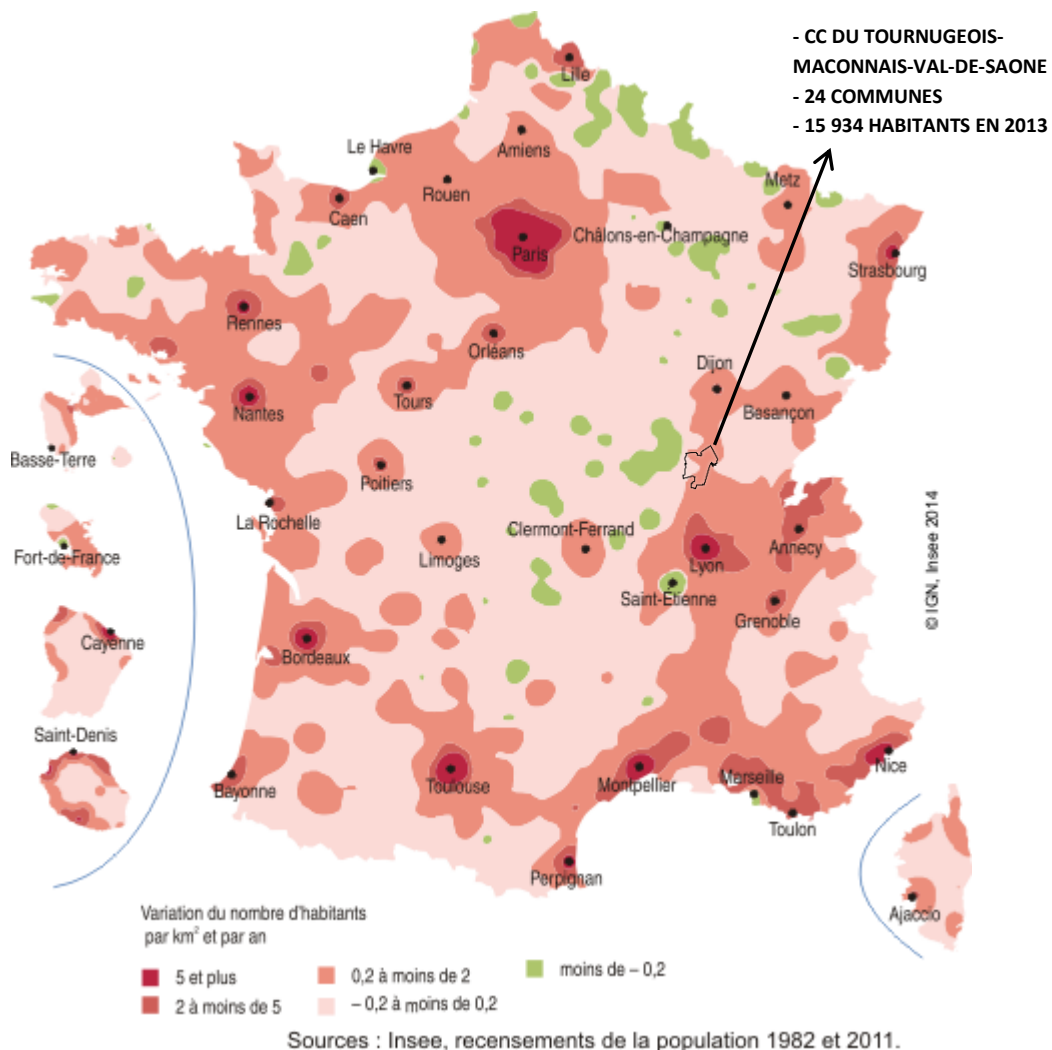 - CC DU TOURNUGEOIS-
MACONNAIS-VAL-DE-SAONE
- 24 COMMUNES
- 15 934 HABITANTS EN 2013
Lille
Le Havre
Amiens
Rouen
Metz
Caen
Châlons-en-Champagne
Paris
Strasbourg
Rennes
Orléans
Dijon
Tours
Nantes
Besançon
Basse-Terre
Poitiers
La Rochelle
Clermont-Ferrand
Fort-de-France
Limoges
Lyon
Annecy
Saint-Etienne
Grenoble
© IGN, Insee 2014
Cayenne
Bordeaux
Saint-Denis
Bayonne
Toulouse
Montpellier
Marseille
Nice
Toulon
Perpignan
Ajaccio
Variation du nombre d'habitants
par km² et par an
5 et plus
0,2 à moins de 2
moins de – 0,2
2 à moins de 5
– 0,2 à moins de 0,2
Sources : Insee, recensements de la population 1982 et 2011.